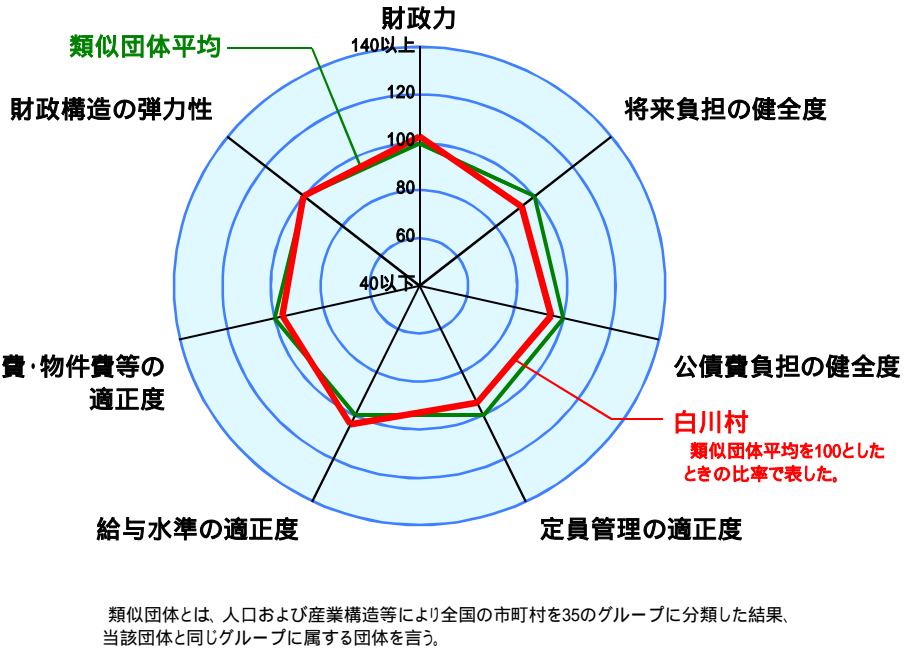 財政力
類似団体平均
140以上
120
100
80
60
40以下
財政構造の弾力性
将来負担の健全度
費・物件費等の
適正度
公債費負担の健全度
白川村
類似団体平均を100とした
ときの比率で表した。
給与水準の適正度
定員管理の適正度
類似団体とは、人口および産業構造等により全国の市町村を35のグループに分類した結果、
当該団体と同じグループに属する団体を言う。